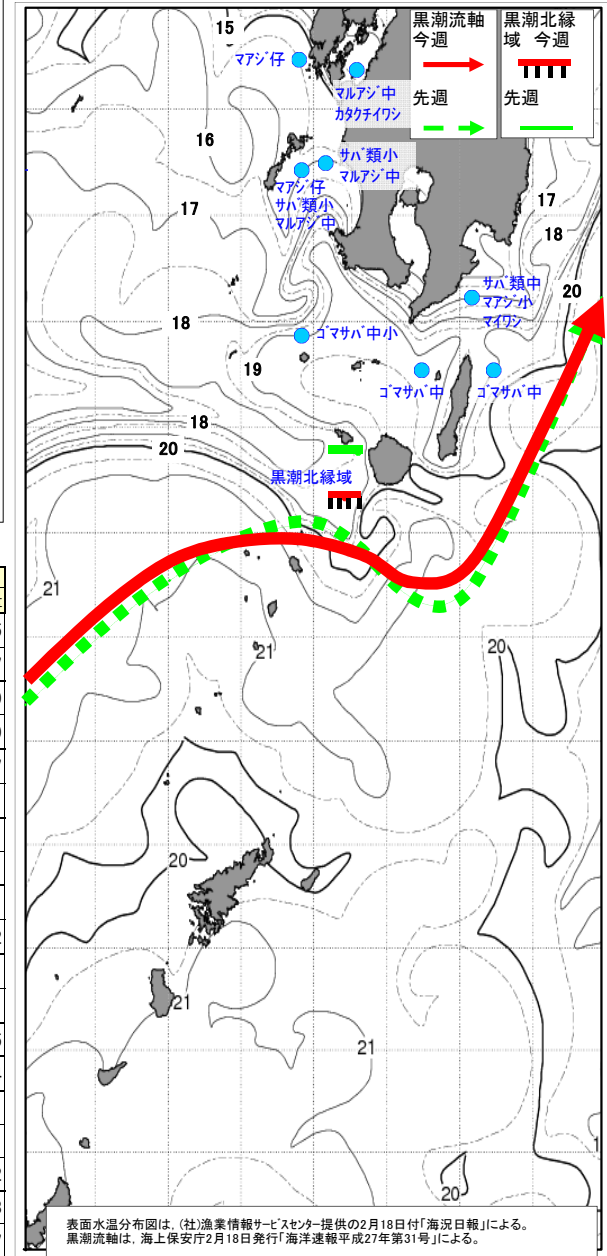 黒潮流軸
今週
先週
黒潮北縁
域 今週
先週
15
マアジ仔
マルアジ中
カタクチイワシ
16
サバ類小
マルアジ中
マアジ仔
サバ類小
マルアジ中
17
17
18
サバ類中
マアジ小
マイワシ
20
18
ゴマサバ中小
19
ゴマサバ中
ゴマサバ中
18
20
黒潮北縁域
21
21
20
20
21
21
20
表面水温分布図は、(社)漁業情報サービスセンター提供の2月18日付「海況日報」による。
黒潮流軸は、海上保安庁2月18日発行「海洋速報平成27年第31号」による。